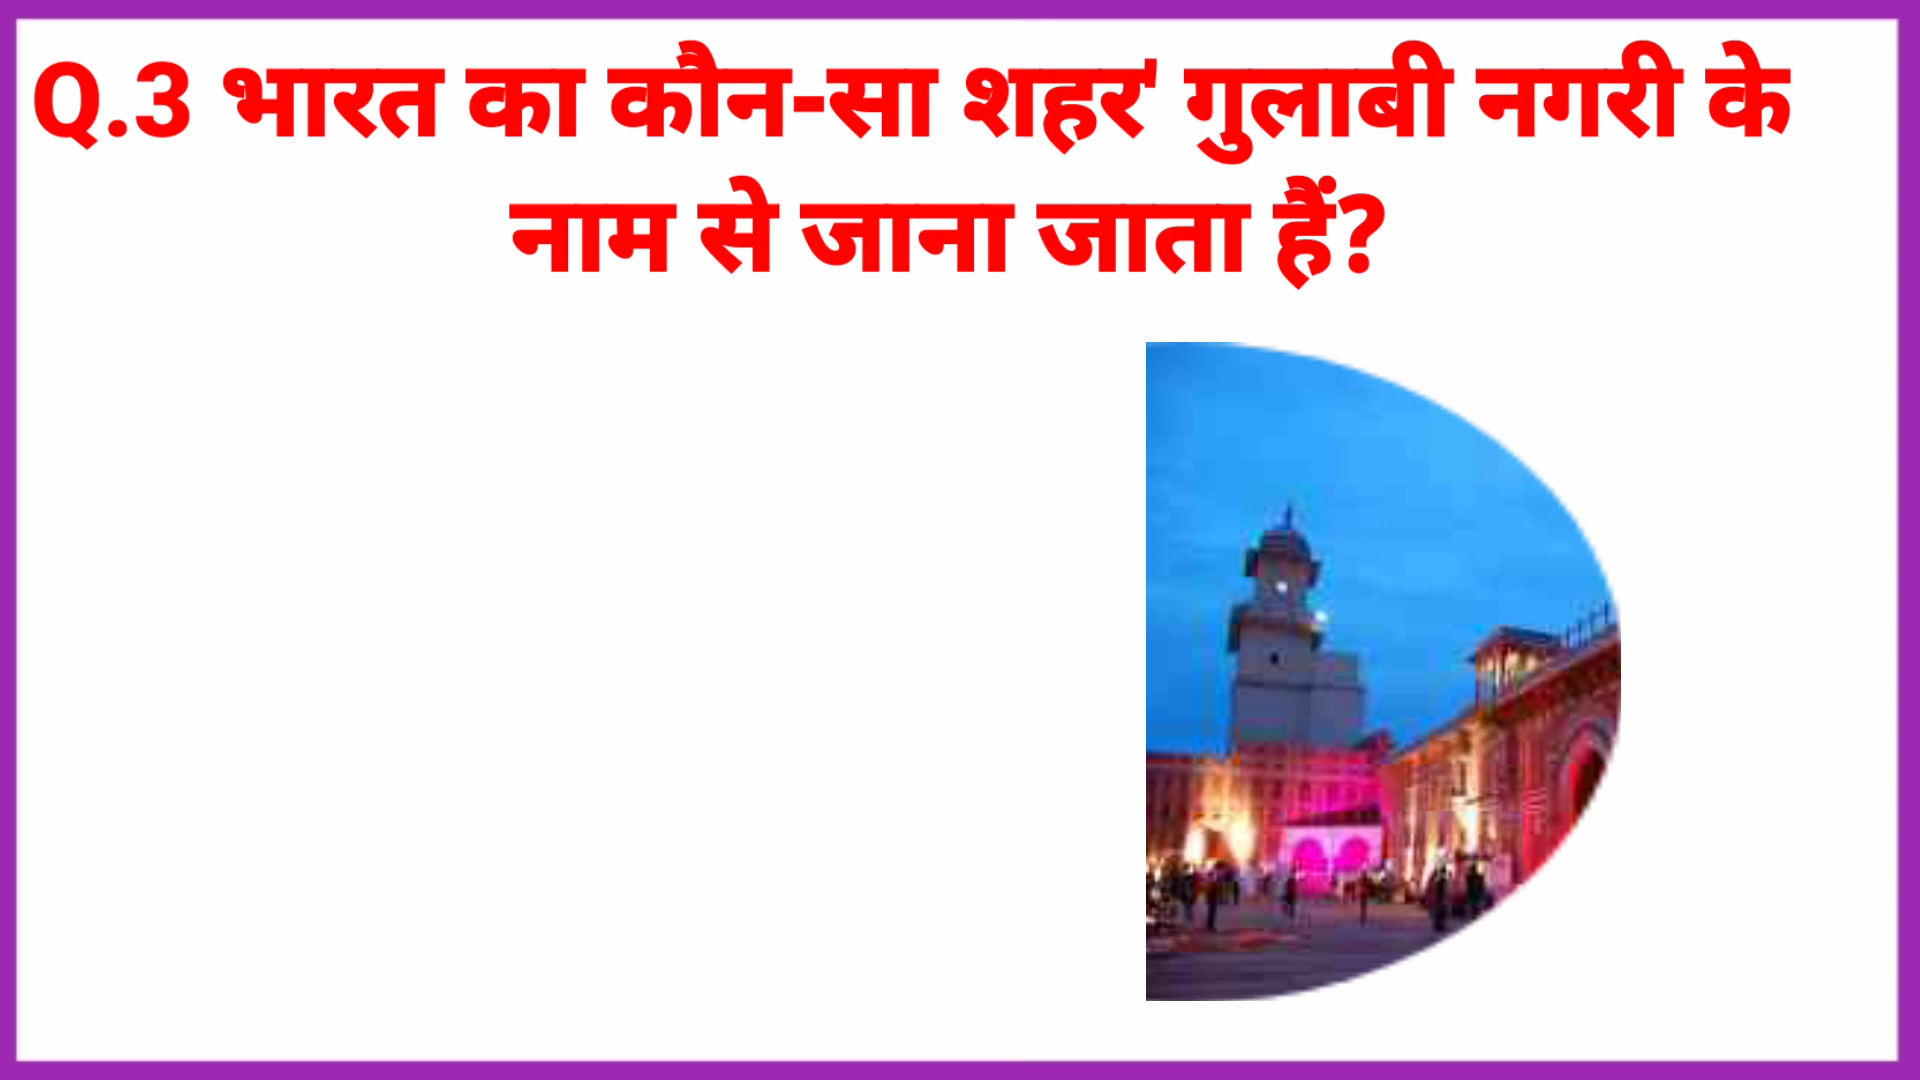 Q.3 भारत का कौन-सा शहर' गुलाबी नगरी के
नाम से जाना जाता हैं?